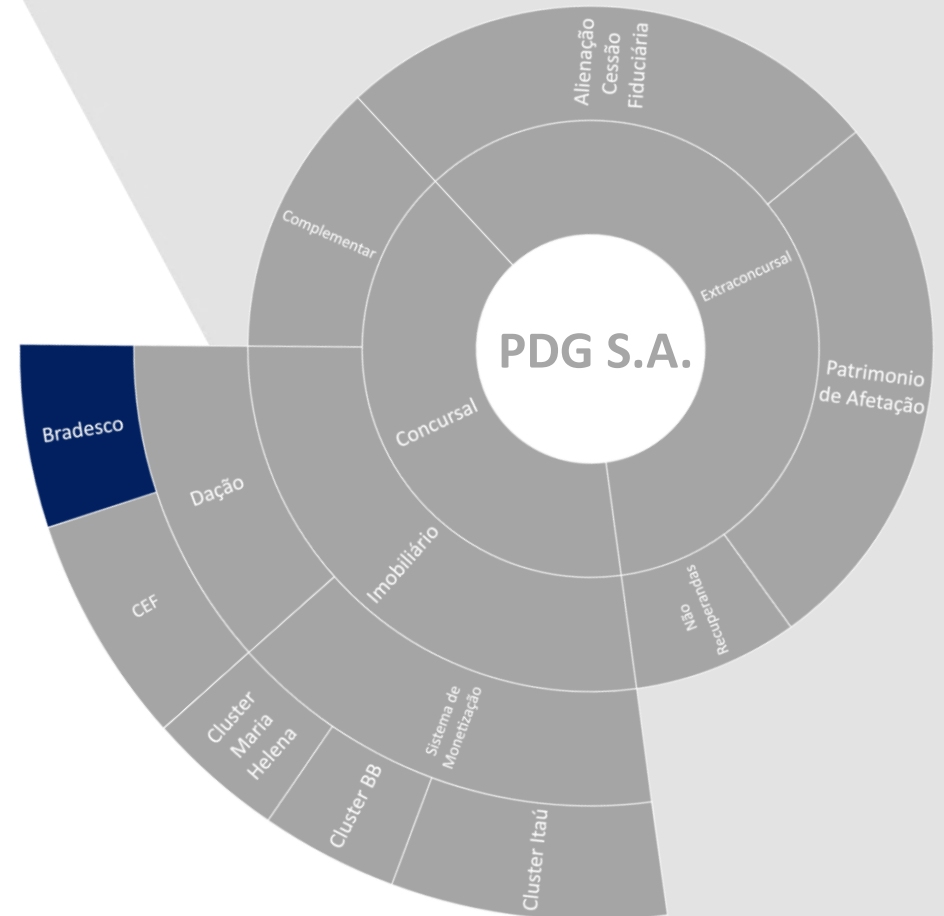 Alienação
Cessão
Fiduciária
Complementar
Extraconcursal
PDG S.A.
Patrimonio
de Afetação
Concursal
Bradesco
Dação
Imobiliário
CEF
Não
Recuperandas
Cluster
Maria
Helena
Sistema de
Monetização
Cluster BB
Cluster Itaú